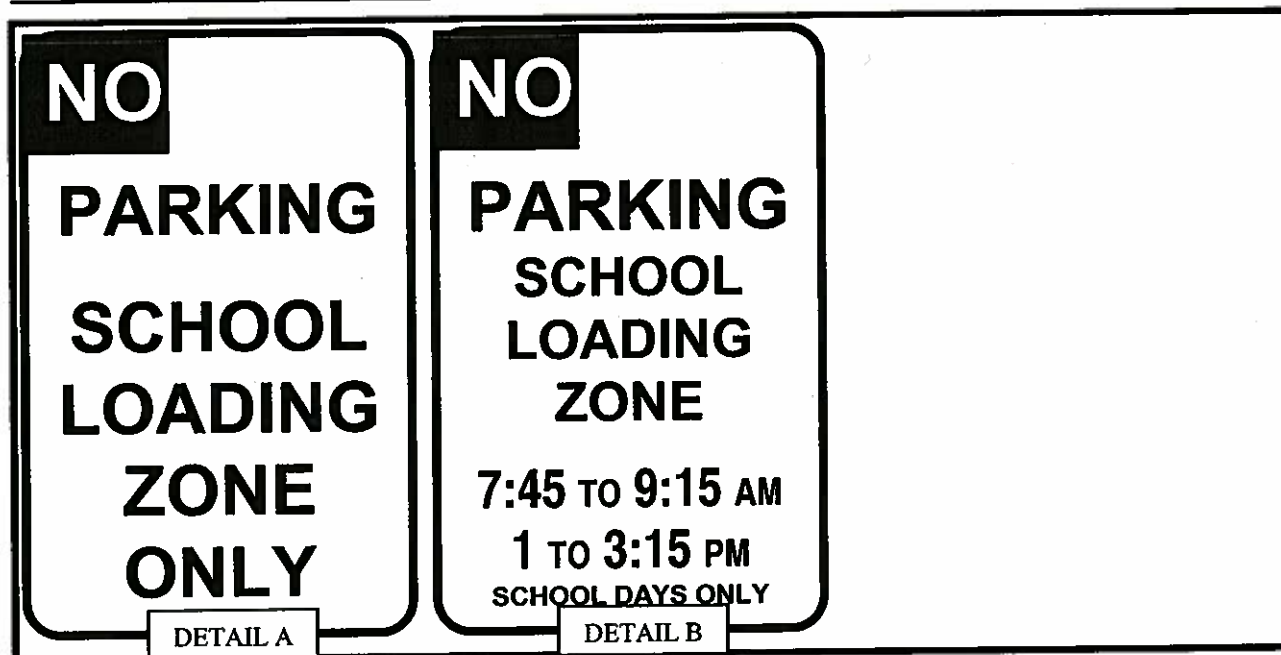 NO
PARKING
SCHOOL
LOADING
ZONE
ONLY
DETAIL A
NO
PARKING
SCHOOL
LOADING
ZONE
7:45 TO 9:15 AM
1 TO 3:15 PM
SCHOOL DAYS ONLY
DETAIL B